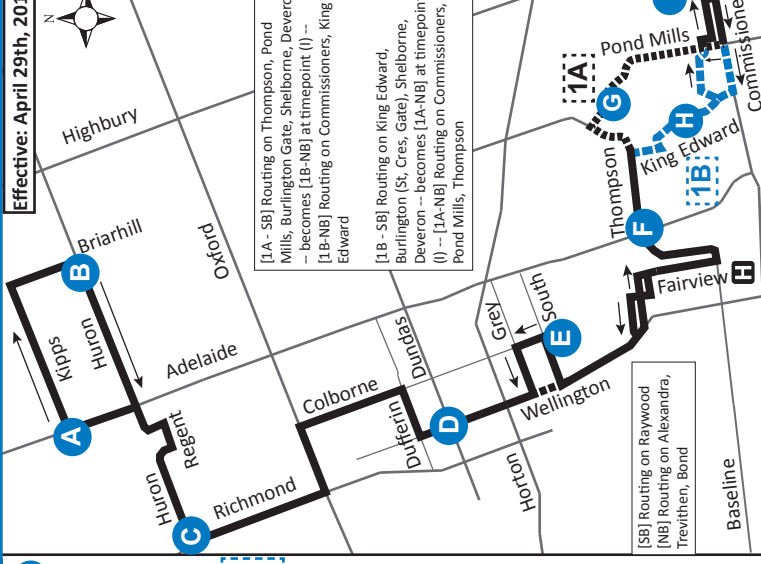 Effective: April 29th, 201
N
Highbury
Pond Mills
Commissione
1A
G
H
King Edward
1B
Thompson
F
[1A - SB] Routing on Thompson, Pond
Mills, Burlington Gate, Shelborne, Devero
-- becomes [1B-NB] at timepoint (I) --
[1B-NB] Routing on Commissioners, King
Edward
[1B - SB] Routing on King Edward,
Burlington (St, Cres, Gate), Shelborne,
Deveron -- becomes [1A-NB] at timepoin
(I) -- [1A-NB] Routing on Commissioners,
Pond Mills, Thompson
Briarhill
B
Kipps
Huron
A
Oxford
Adelaide
Regent
Huron
C
Richmond
Colborne
Dundas
Dufferin
D
Grey
South
E
Wellington
Horton
Fairview
H
[SB] Routing on Raywood
[NB] Routing on Alexandra,
Trevithen, Bond
Baseline